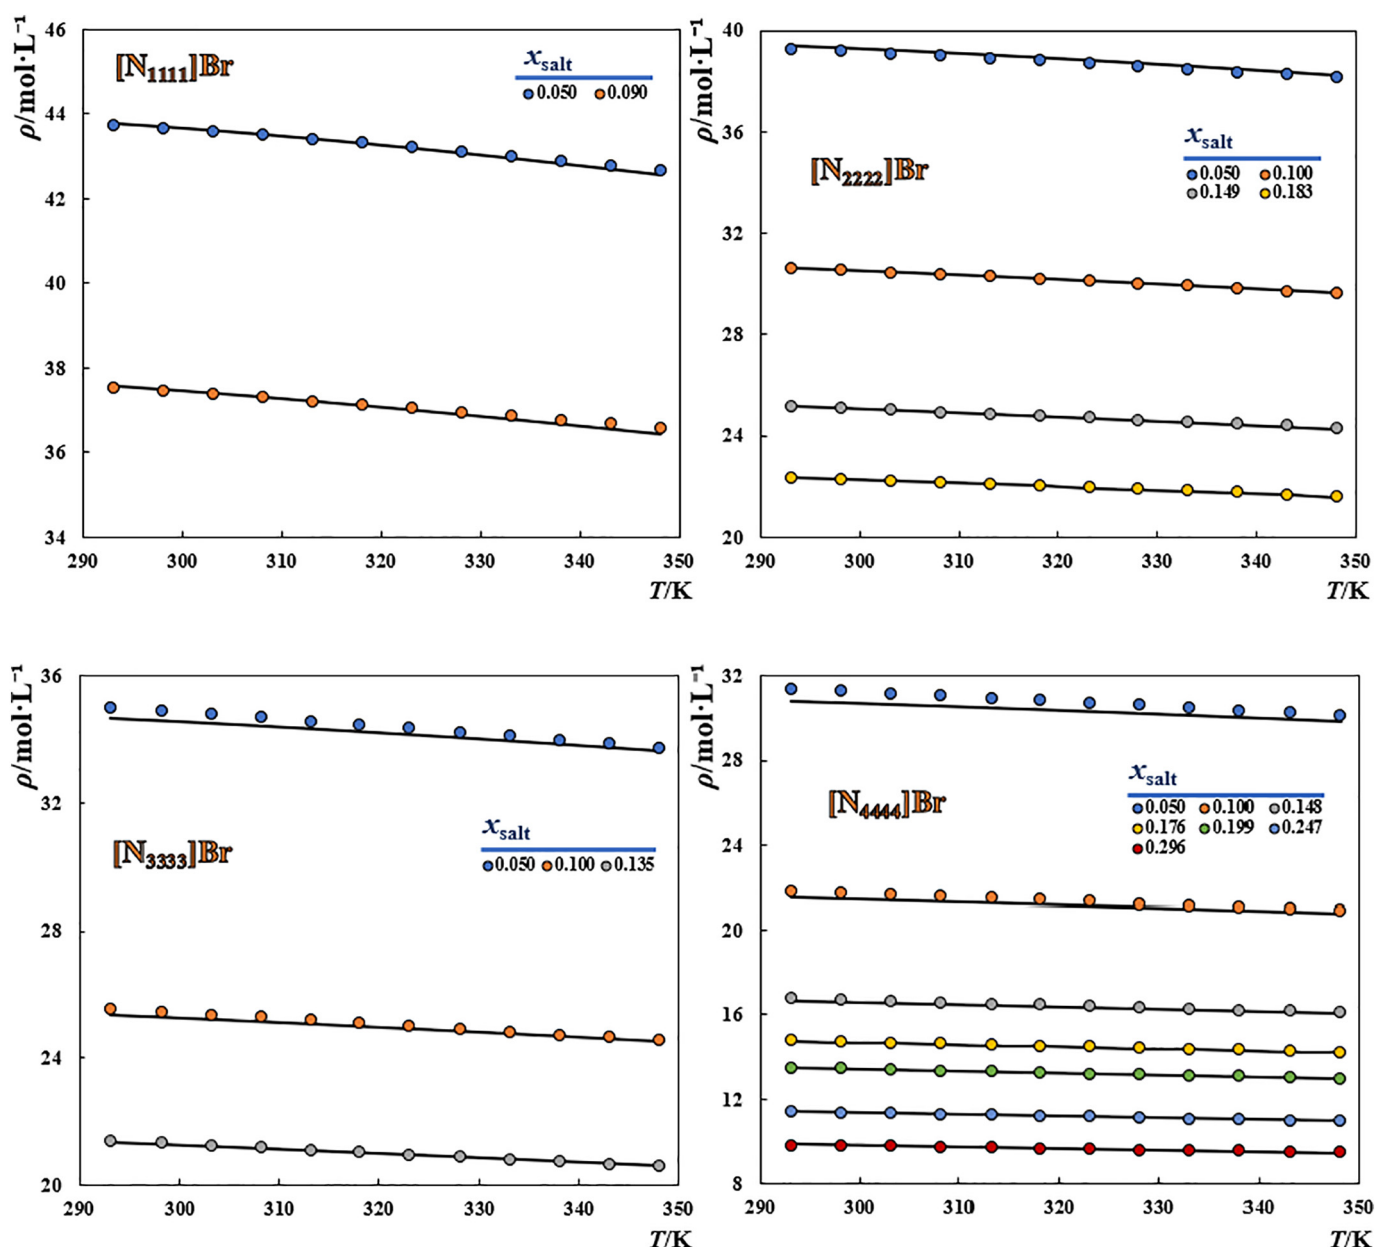 ρ/mol·L⁻¹
46
44
42
40
38
36
34
[N₁₁₁₁]Br
xsalt
0.050 0.090
290 300 310 320 330 340 350
T/K
ρ/mol·L⁻¹
40
36
32
28
24
20
[N₂₂₂₂]Br
xsalt
0.050 0.100
0.149 0.183
290 300 310 320 330 340 350
T/K
ρ/mol·L⁻¹
36
32
28
24
20
[N₃₃₃₃]Br
xsalt
0.050 0.100 0.135
290 300 310 320 330 340 350
T/K
ρ/mol·L⁻¹
32
28
24
20
16
12
8
[N₄₄₄₄]Br
xsalt
0.050 0.100 0.148
0.176 0.199 0.247
0.296
290 300 310 320 330 340 350
T/K